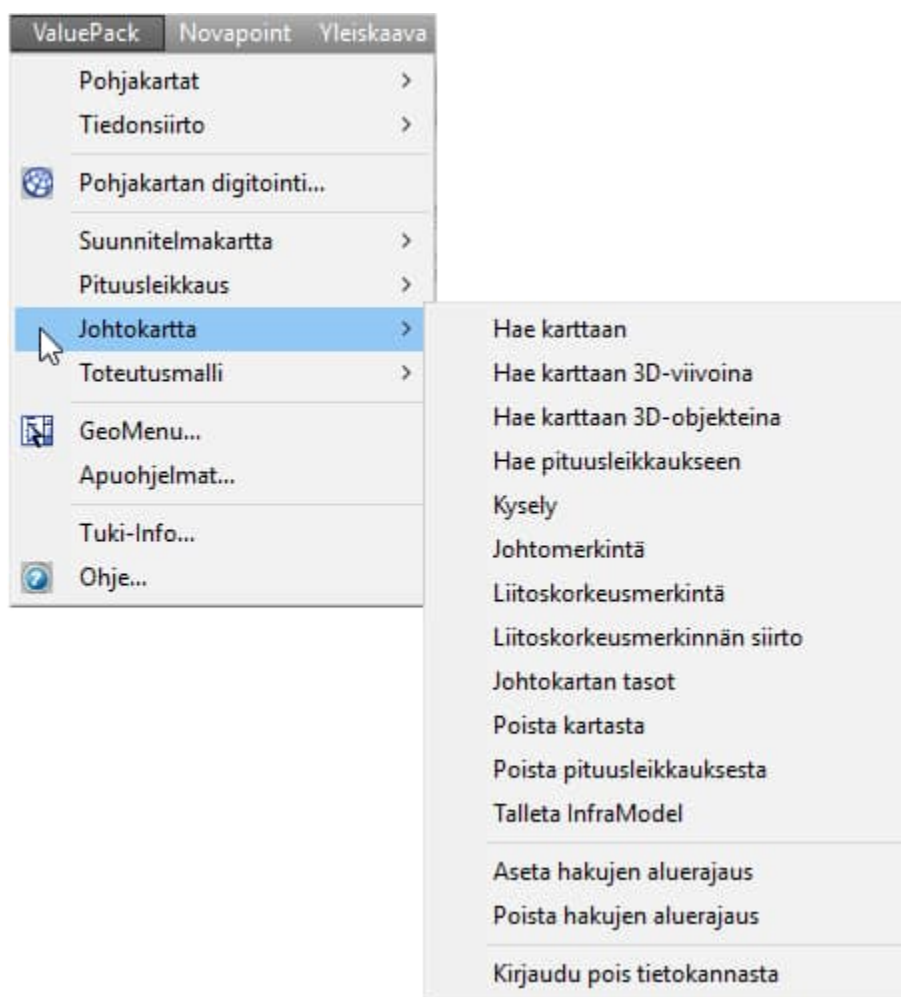 ValuePack Novapoint Yleiskaava
Pohjakartat
Tiedonsiirto
Pohjakartan digitointi...
Suunnitelmakartta
Pituusleikkaus
Johtokartta
Toteutusmalli
GeoMenu...
Apuohjelmat...
Tuki-Info...
Ohje...
Hae karttaan
Hae karttaan 3D-viivoina
Hae karttaan 3D-objekteina
Hae pituusleikkaukseen
Kysely
Johtomerkintä
Liitoskorkeusmerkintä
Liitoskorkeusmerkinnän siirto
Johtokartan tasot
Poista kartasta
Poista pituusleikkauksesta
Talleta InfraModel
Aseta hakujen aluerajaus
Poista hakujen aluerajaus
Kirjaudu pois tietokannasta